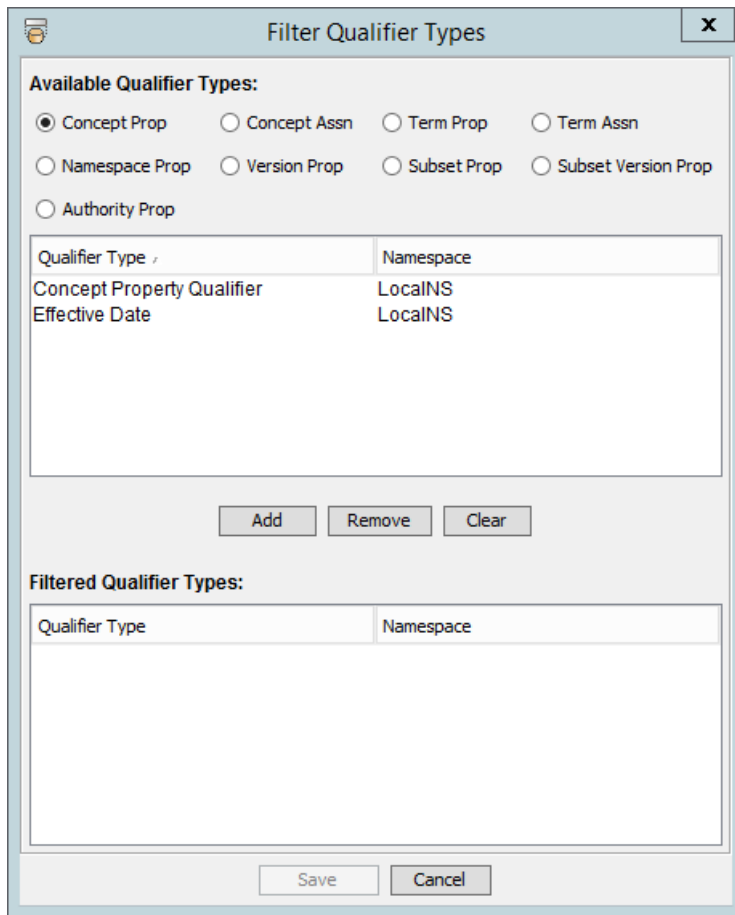 Filter Qualifier Types
x
Available Qualifier Types:
Concept Prop Concept Assn Term Prop Term Assn
Namespace Prop Version Prop Subset Prop Subset Version Prop
Authority Prop
Qualifier Type Namespace
Concept Property Qualifier LocalNS
Effective Date LocalNS
Add Remove Clear
Filtered Qualifier Types:
Qualifier Type Namespace
Save Cancel